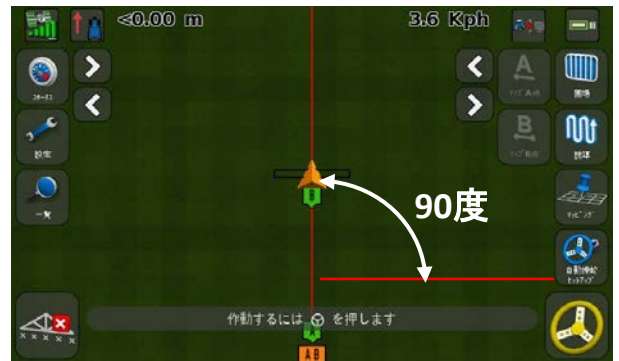 <0.00 m
3.6 Kph
ステータス
設定
一覧
A
B
圃場
誘導
マッピング
自動操舵
セットアップ
90度
B
作動するには を押します
A
A B